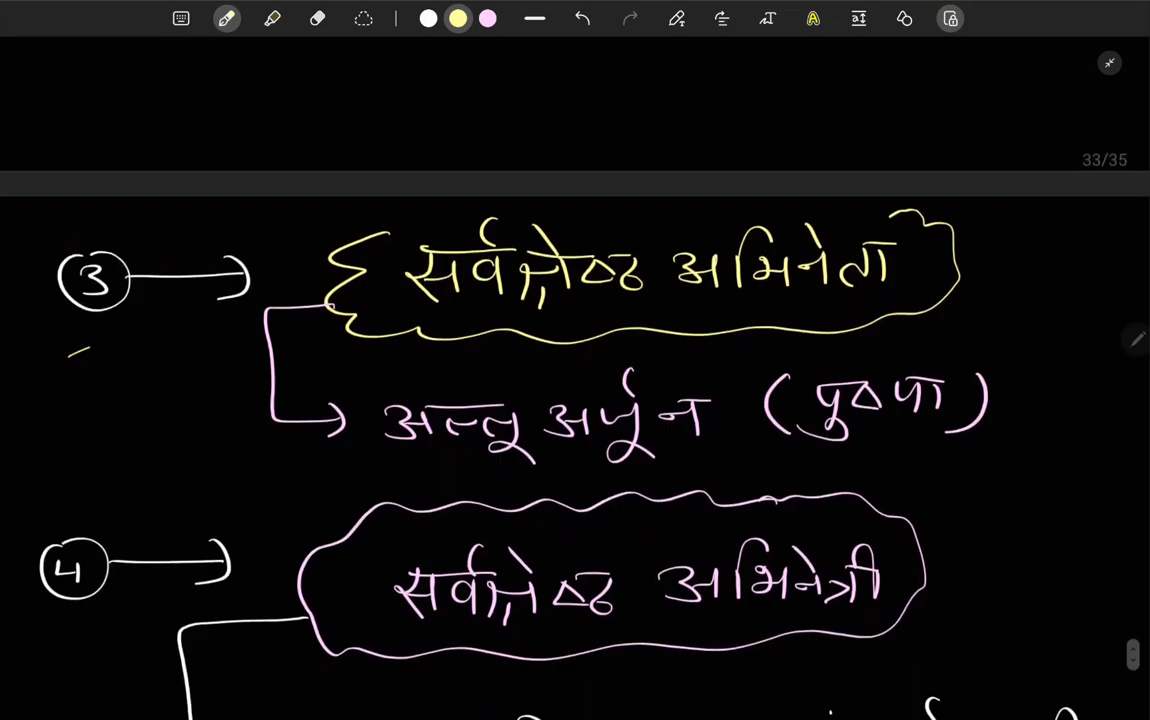 33/35
3 सर्वश्रेष्ठ अभिनेता
अल्लू अर्जुन (पुष्पा)
4 सर्वश्रेष्ठ अभिनेत्री